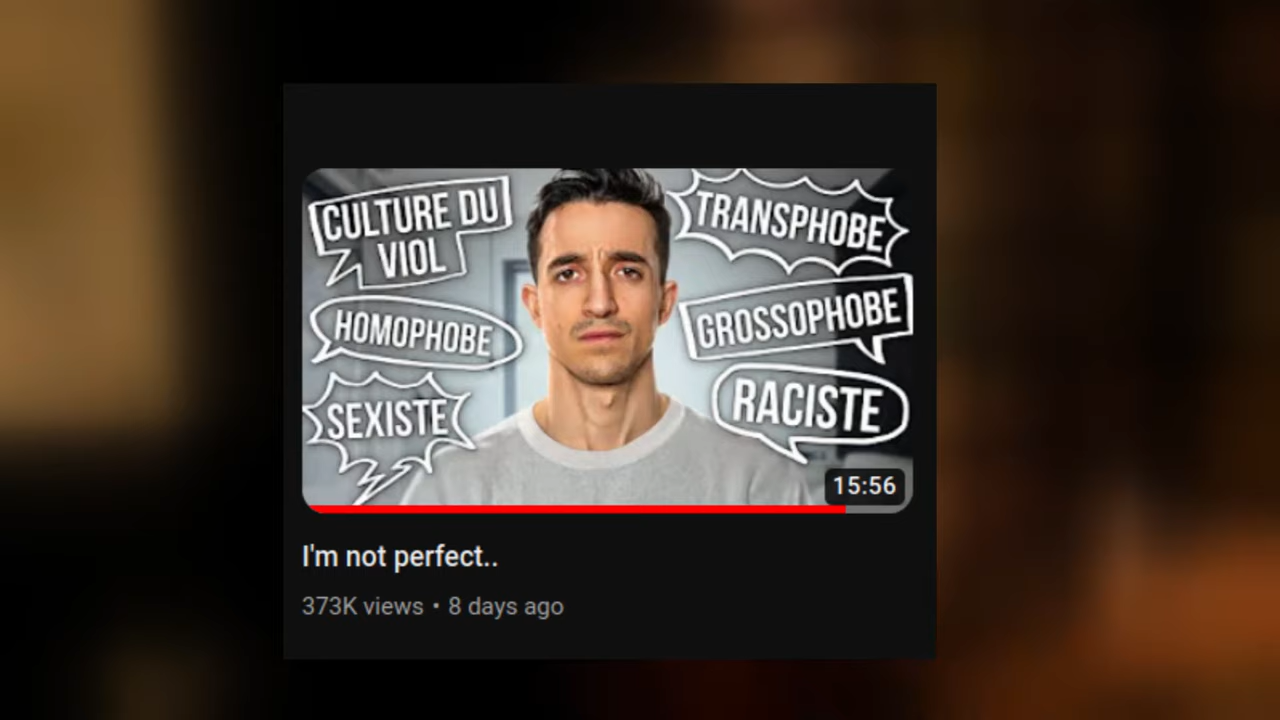 CULTURE DU
VIOL
HOMOPHOBE
SEXISTE
TRANSPHOBE
GROSSOPHOBE
RACISTE
15:56
I'm not perfect..
373K views • 8 days ago